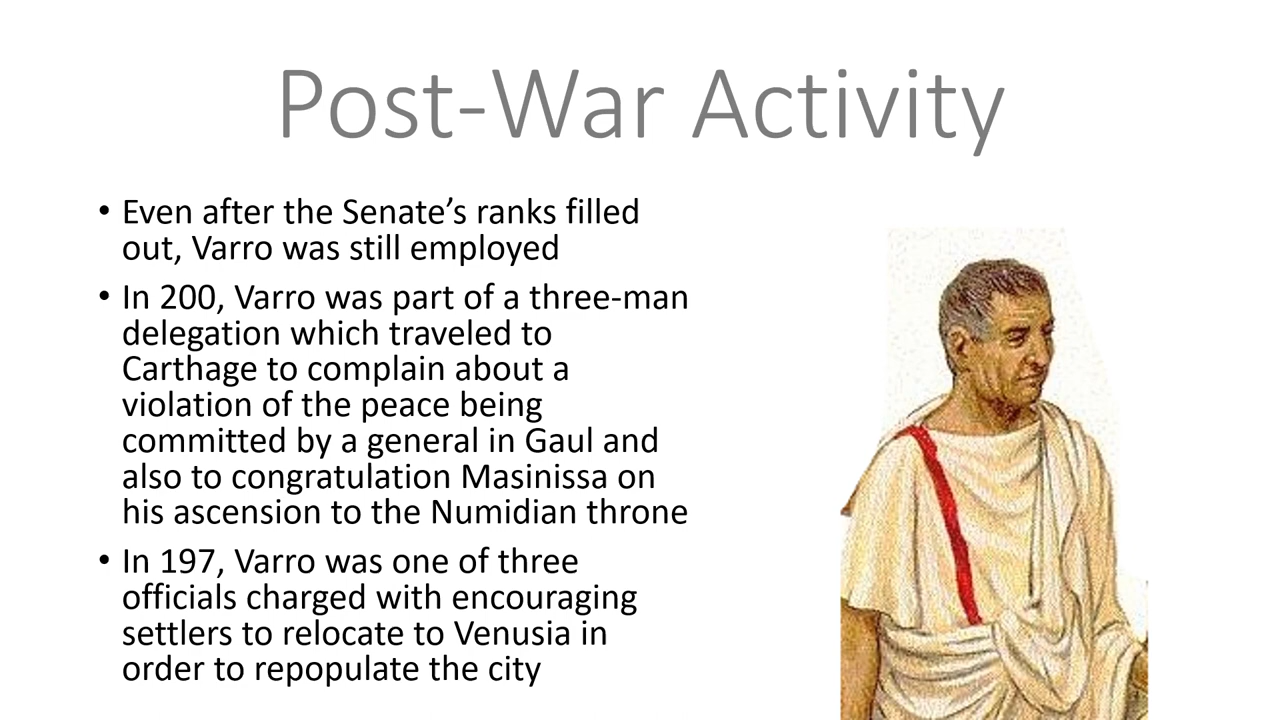 Post-War Activity
• Even after the Senate’s ranks filled
out, Varro was still employed
• In 200, Varro was part of a three-man
delegation which traveled to
Carthage to complain about a
violation of the peace being
committed by a general in Gaul and
also to congratulation Masinissa on
his ascension to the Numidian throne
• In 197, Varro was one of three
officials charged with encouraging
settlers to relocate to Venusia in
order to repopulate the city